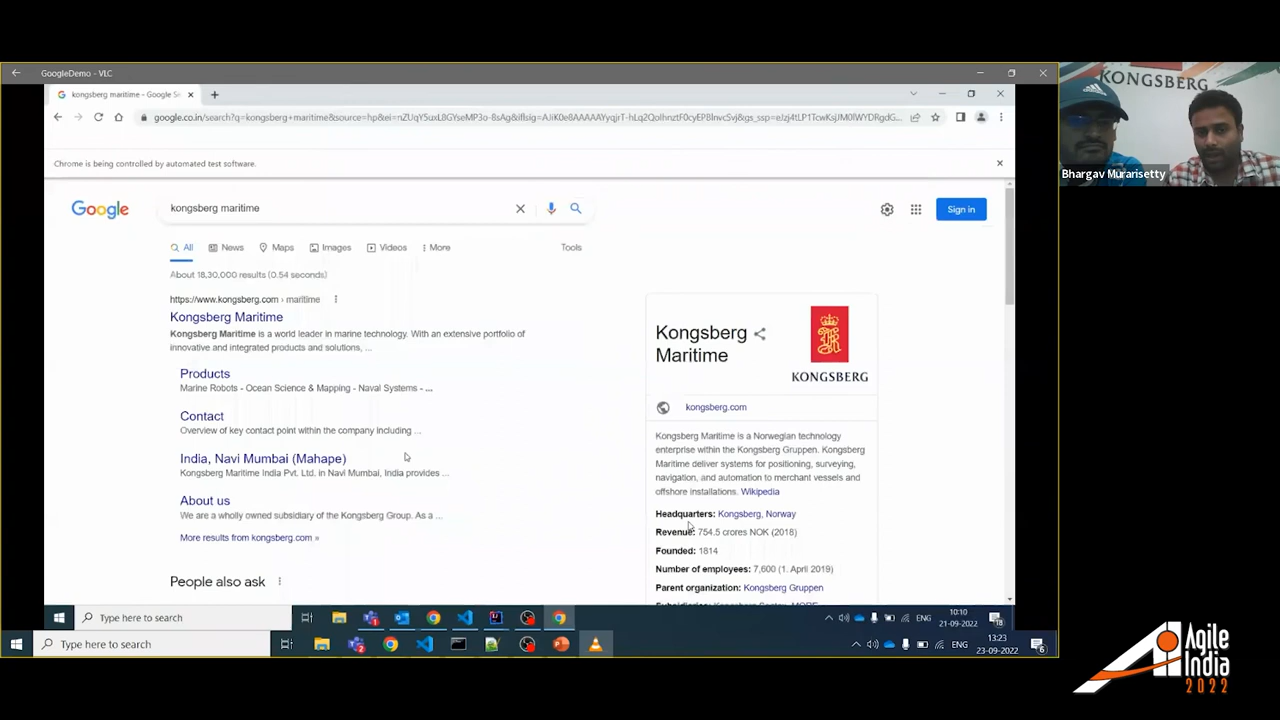 GoogleDemo - VLC
kongsberg maritime - Google Se
Chrome is being controlled by automated test software.
Google
kongsberg maritime
Sign in
All
News
Maps
Images
Videos
More
Tools
About 18,30,000 results (0.54 seconds)
https://www.kongsberg.com › maritime
Kongsberg Maritime
Kongsberg Maritime is a world leader in marine technology. With an extensive portfolio of
innovative and integrated products and solutions, ...
Products
Marine Robots - Ocean Science & Mapping - Naval Systems - ...
Contact
Overview of key contact point within the company including ...
India, Navi Mumbai (Mahape)
Kongsberg Maritime India Pvt. Ltd. in Navi Mumbai, India provides ...
About us
We are a wholly owned subsidiary of the Kongsberg Group. As a ...
More results from kongsberg.com »
People also ask
Kongsberg
Maritime
KONGSBERG
kongsberg.com
Kongsberg Maritime is a Norwegian technology
enterprise within the Kongsberg Gruppen. Kongsberg
Maritime deliver systems for positioning, surveying,
navigation, and automation to merchant vessels and
offshore installations. Wikipedia
Headquarters: Kongsberg, Norway
Revenue: 754.5 crores NOK (2018)
Founded: 1814
Number of employees: 7,600 (1. April 2019)
Parent organization: Kongsberg Gruppen
Type here to search
ENG
10:10
21-09-2022
18
Type here to search
ENG
13:23
23-09-2022
6
KONGSBERG
Bhargav Murarisetty
Agile
India
2022